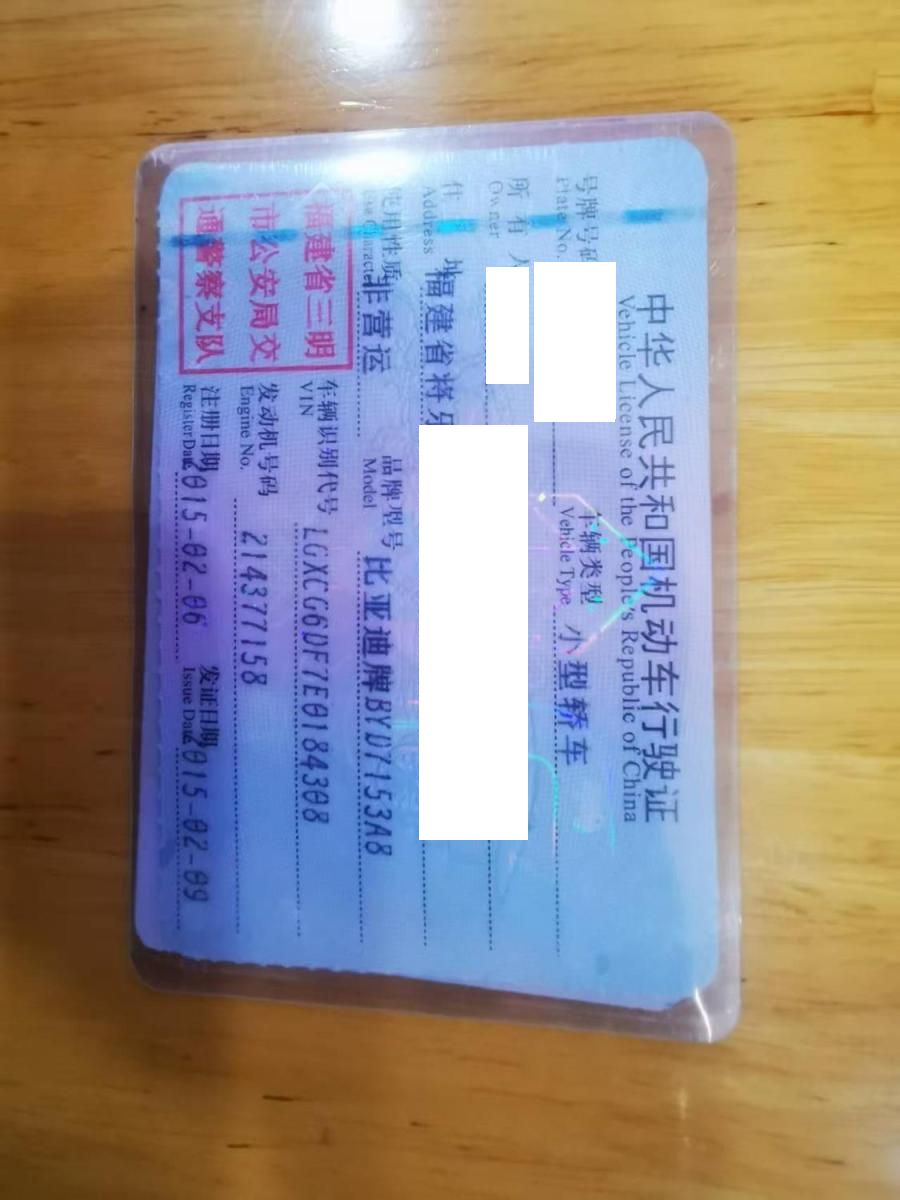 中华人民共和国机动车行驶证
Vehicle License of the People's Republic of China
号牌号码
Plate No.
车辆类型 小型轿车
Vehicle Type
所有人
Owner
住址 福建省将乐
Address
使用性质 非营运
Use Character
品牌型号 比亚迪牌BYD7153A8
Model
福建省三明
市公安局交
通警察支队
车辆识别代号 LGXCG6DF7E0184308
VIN
发动机号码 214377158
Engine No.
注册日期 2015-02-06
Register Date
发证日期 2015-02-09
Issue Date